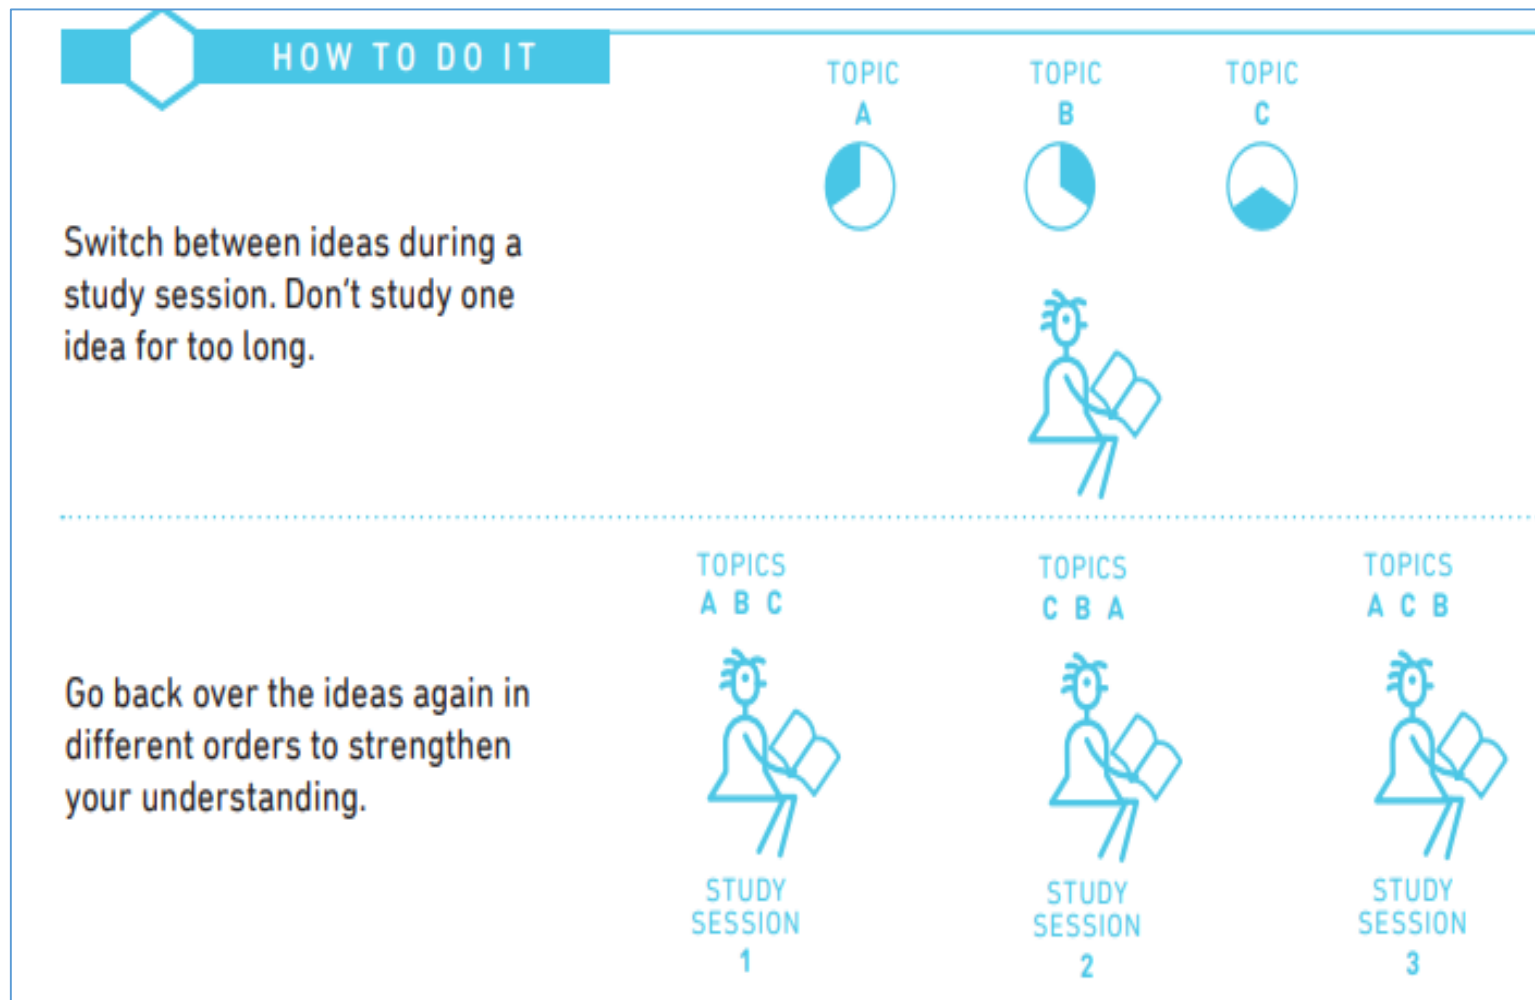 HOW TO DO IT
TOPIC
A
TOPIC
B
TOPIC
C
Switch between ideas during a
study session. Don't study one
idea for too long.
TOPICS
A B C
TOPICS
C B A
TOPICS
A C B
Go back over the ideas again in
different orders to strengthen
your understanding.
STUDY
SESSION
1
STUDY
SESSION
2
STUDY
SESSION
3